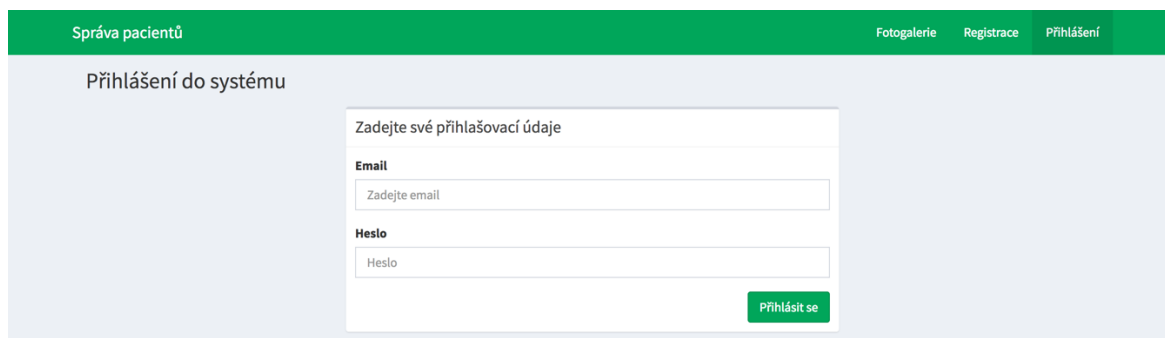 Správa pacientů Fotogalerie Registrace Přihlášení
Přihlášení do systému
Zadejte své přihlašovací údaje
Email
Zadejte email
Heslo
Heslo
Přihlásit se